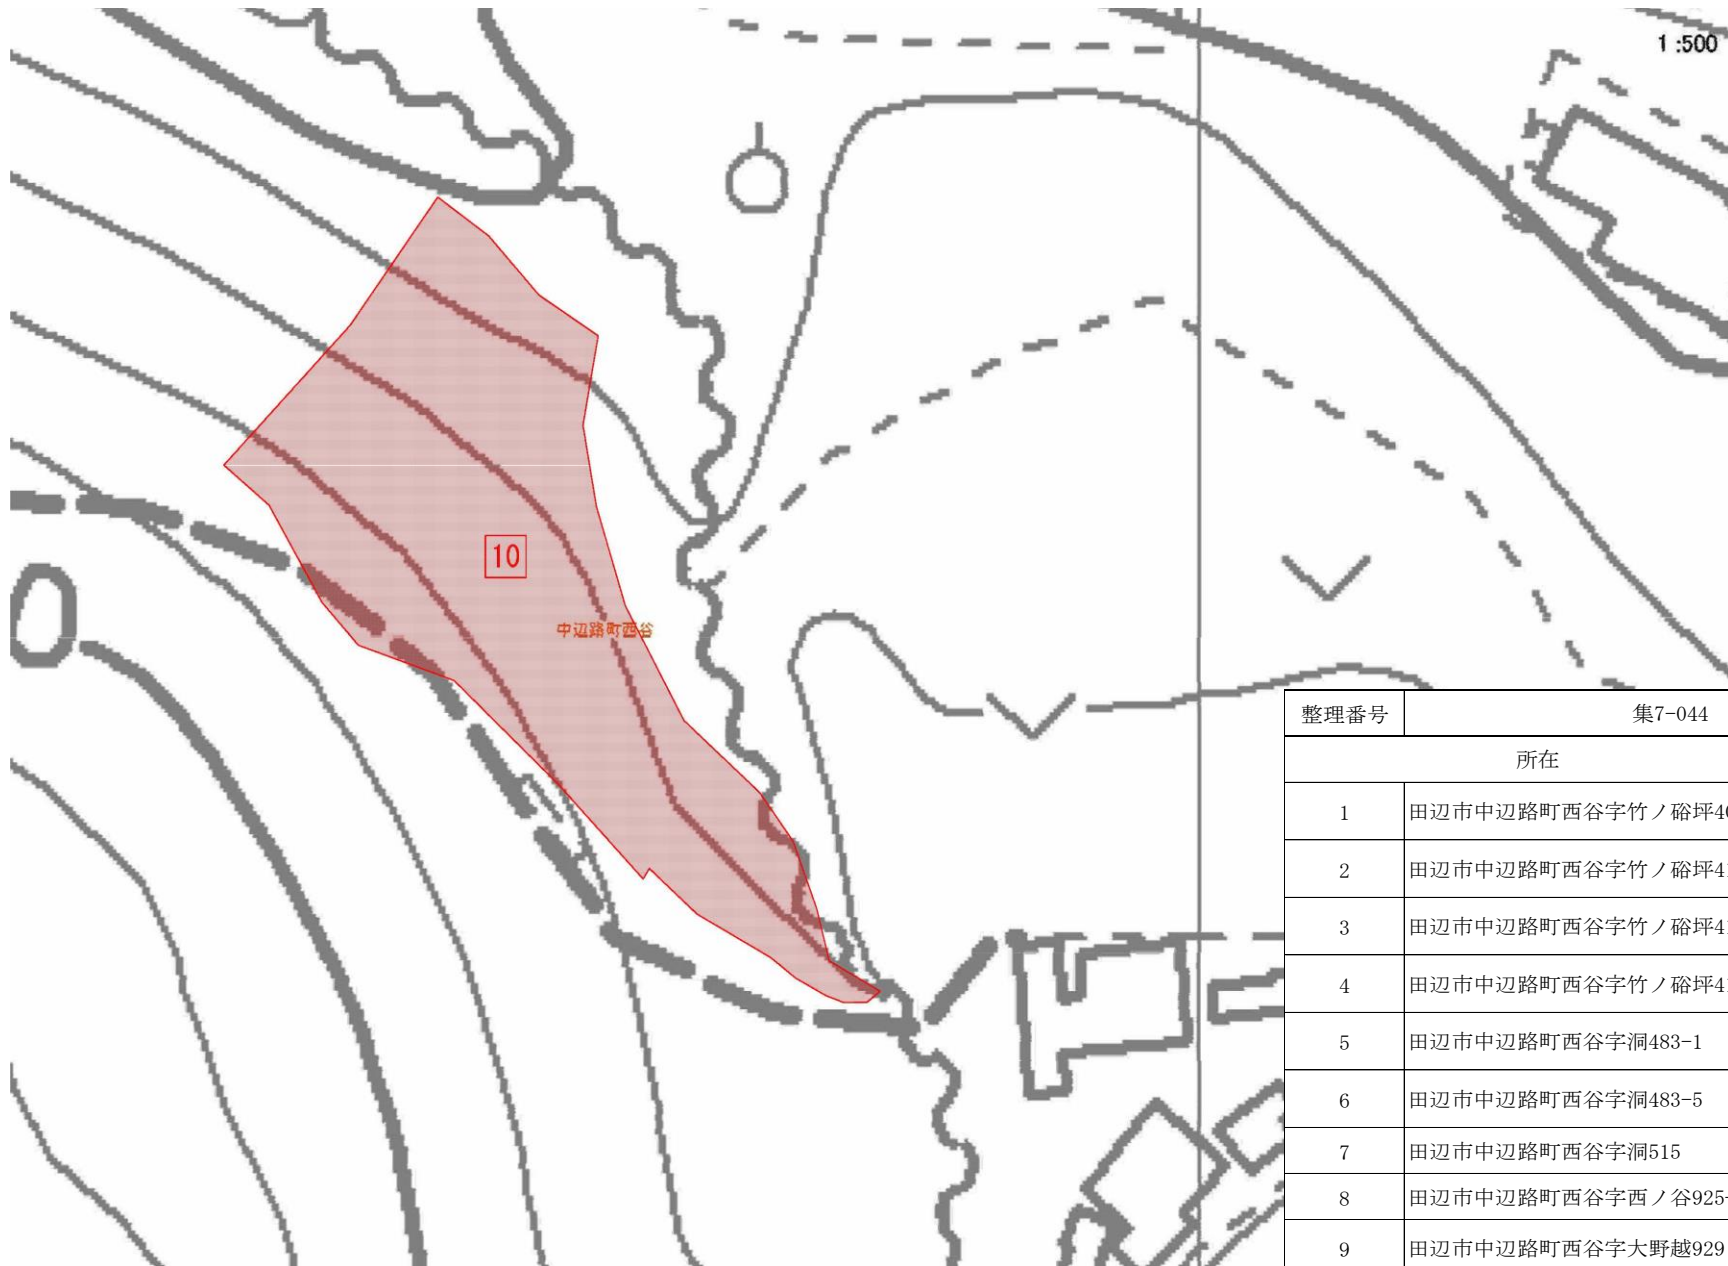 1 :500
10
中辺路町西谷
整理番号 集7-044
所在
1 田辺市中辺路町西谷字竹ノ硲坪4
2 田辺市中辺路町西谷字竹ノ硲坪4
3 田辺市中辺路町西谷字竹ノ硲坪4
4 田辺市中辺路町西谷字竹ノ硲坪4
5 田辺市中辺路町西谷字洞483-1
6 田辺市中辺路町西谷字洞483-5
7 田辺市中辺路町西谷字洞515
8 田辺市中辺路町西谷字西ノ谷925-
9 田辺市中辺路町西谷字大野越929